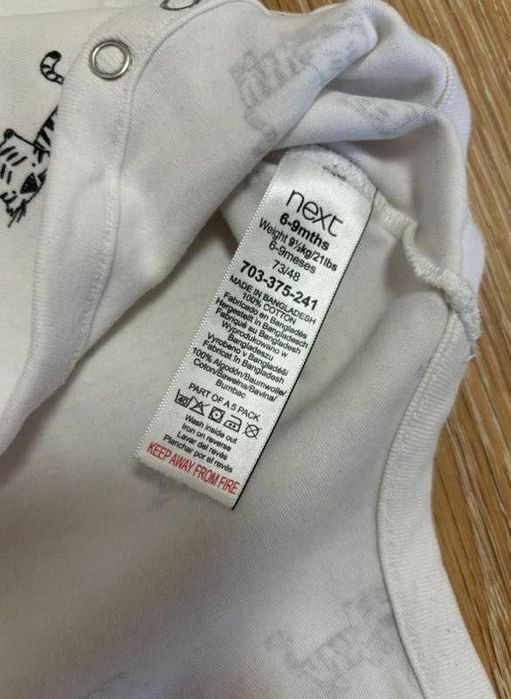 next
6-9mths
Weight 9½kg/21lbs
6-9meses
73/48
703-375-241
MADE IN BANGLADESH
100% COTTON
Fabricado en Bangladés
Hergestellt in Bangladesch
Fabriqué au Bangladesh
Wyprodukowano w
Bangladeszu
Vyrobeno v Bangladéši
Fabricat în Bangladesh
100% Algodón/Baumwolle/
Coton/Bawełna/Bavlna/
Bumbac
PART OF A 5 PACK
Wash inside out
Iron on reverse
Lavar del revés
Planchar por el revés
KEEP AWAY FROM FIRE